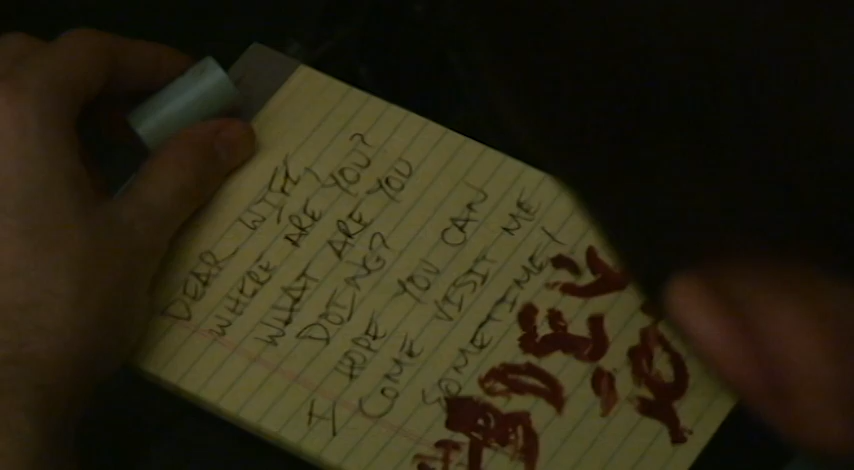 DEAR WIFE,
WHERE ARE YOU?
WHAT ARE YOU
DOING?
I HOPE YOU CAN
COME VISIT ME
SOMETIME!